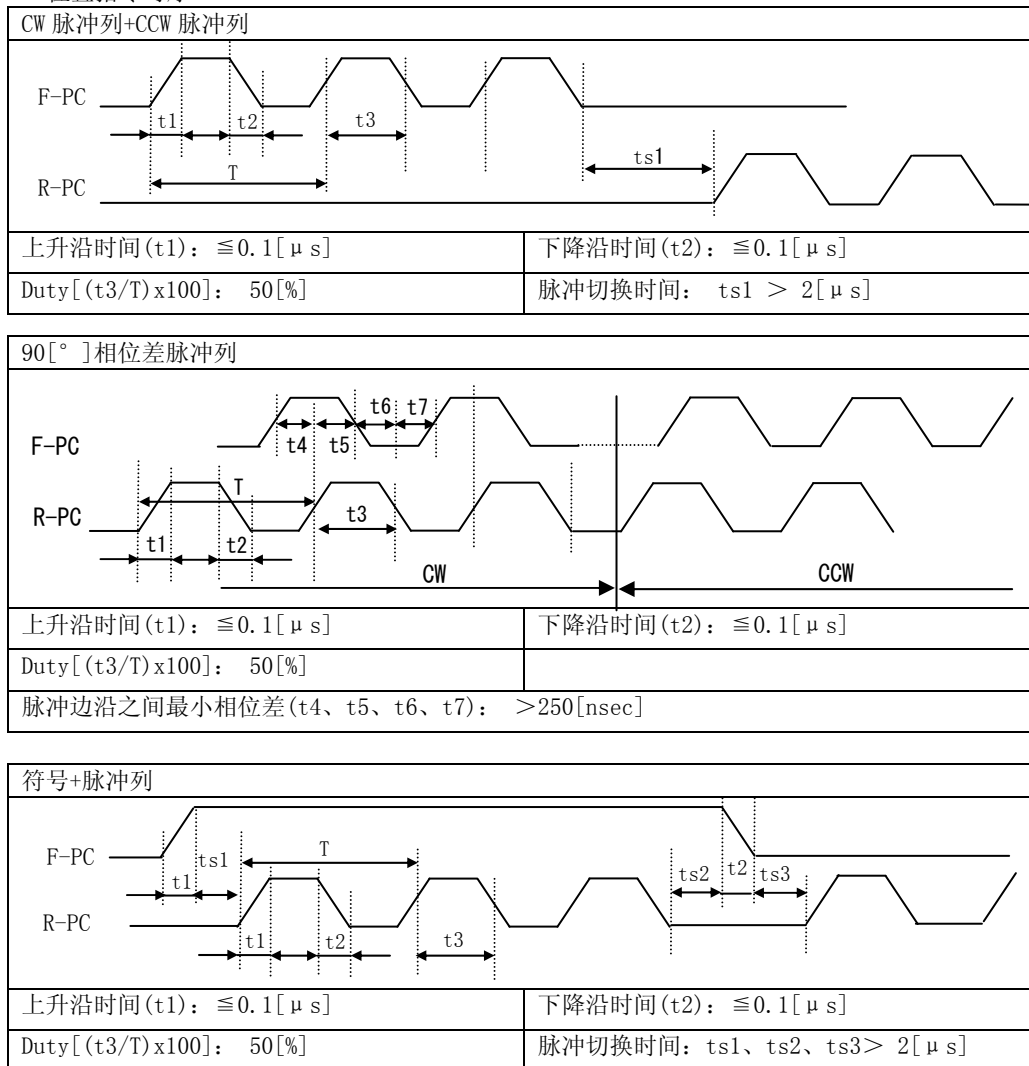 CW 脉冲列+CCW 脉冲列
F-PC
t1
t2
t3
T
ts1
R-PC
上升沿时间(t1)：≦0.1[μs]
下降沿时间(t2)：≦0.1[μs]
Duty[(t3/T)x100]： 50[%]
脉冲切换时间： ts1 ＞ 2[μs]
90[°]相位差脉冲列
F-PC
t4
t5
t6
t7
R-PC
T
t3
t1
t2
CW
CCW
上升沿时间(t1)：≦0.1[μs]
下降沿时间(t2)：≦0.1[μs]
Duty[(t3/T)x100]： 50[%]
脉冲边沿之间最小相位差(t4、t5、t6、t7)： ＞250[nsec]
符号+脉冲列
F-PC
t1
ts1
T
ts2
t2
ts3
R-PC
t1
t2
t3
上升沿时间(t1)：≦0.1[μs]
下降沿时间(t2)：≦0.1[μs]
Duty[(t3/T)x100]： 50[%]
脉冲切换时间：ts1、ts2、ts3＞ 2[μs]